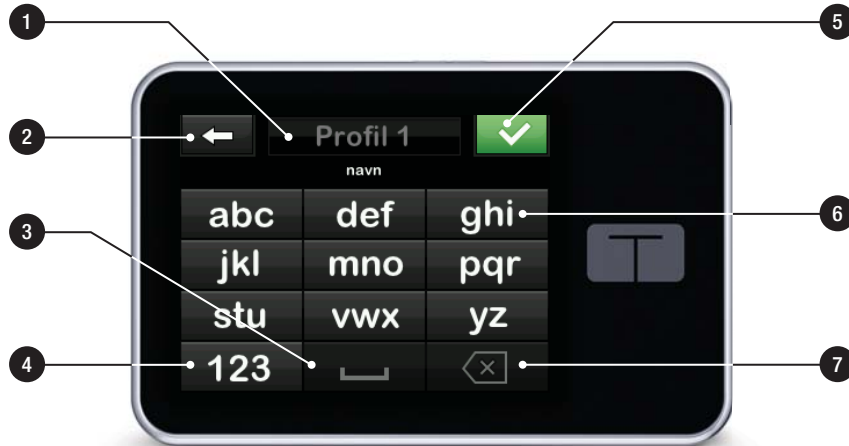 1
5
2
Profil 1
navn
abc def ghi
6
3
jkl mno pqr
stu vwx yz
4
123
7